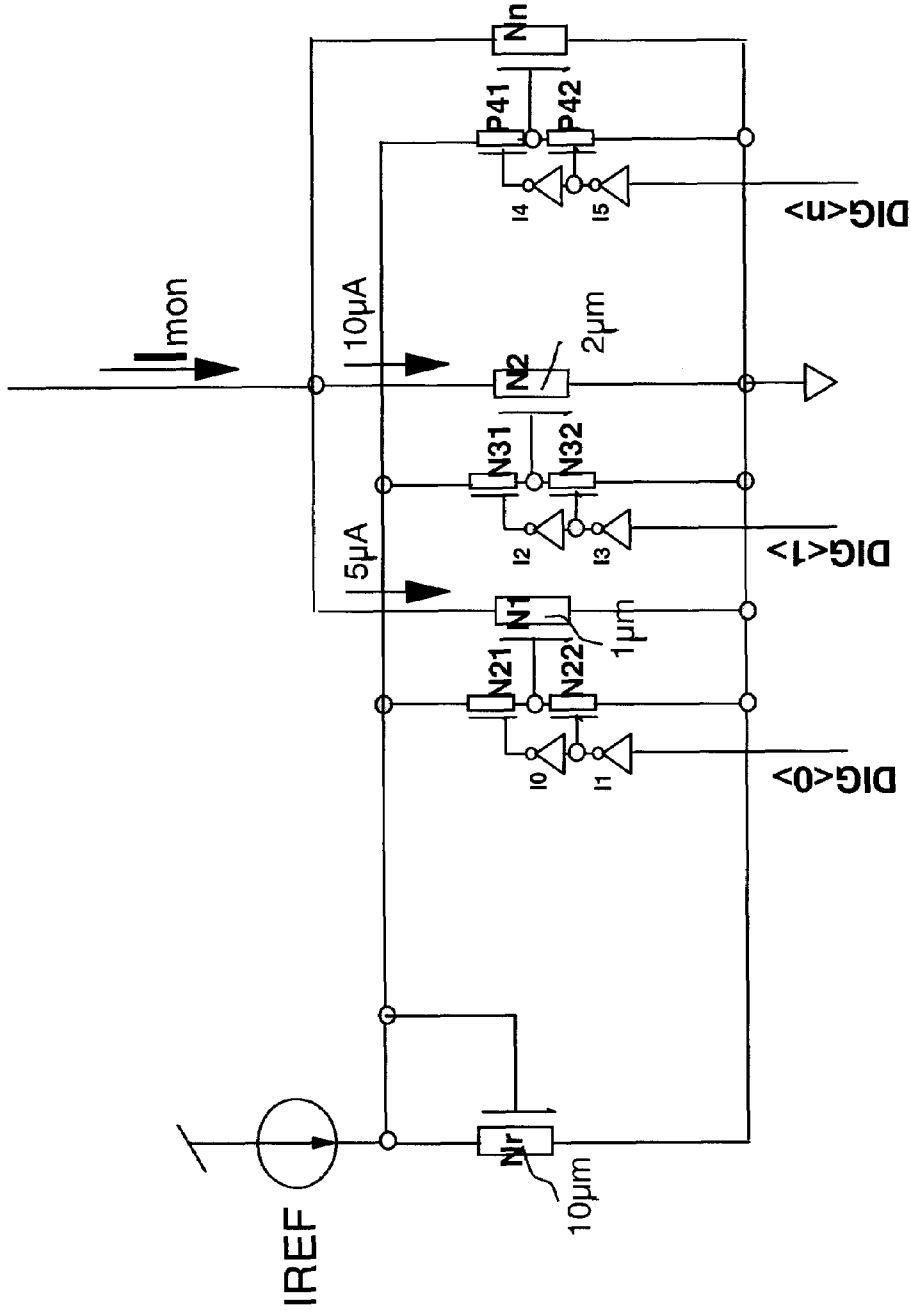 Imon
10µA
5µA
IREF
Nr
10µm
N21
N22
I0
I1
N1
1µm
N31
N32
I2
I3
N2
2µm
P41
P42
I4
I5
Nn
DIG<0>
DIG<1>
DIG<n>